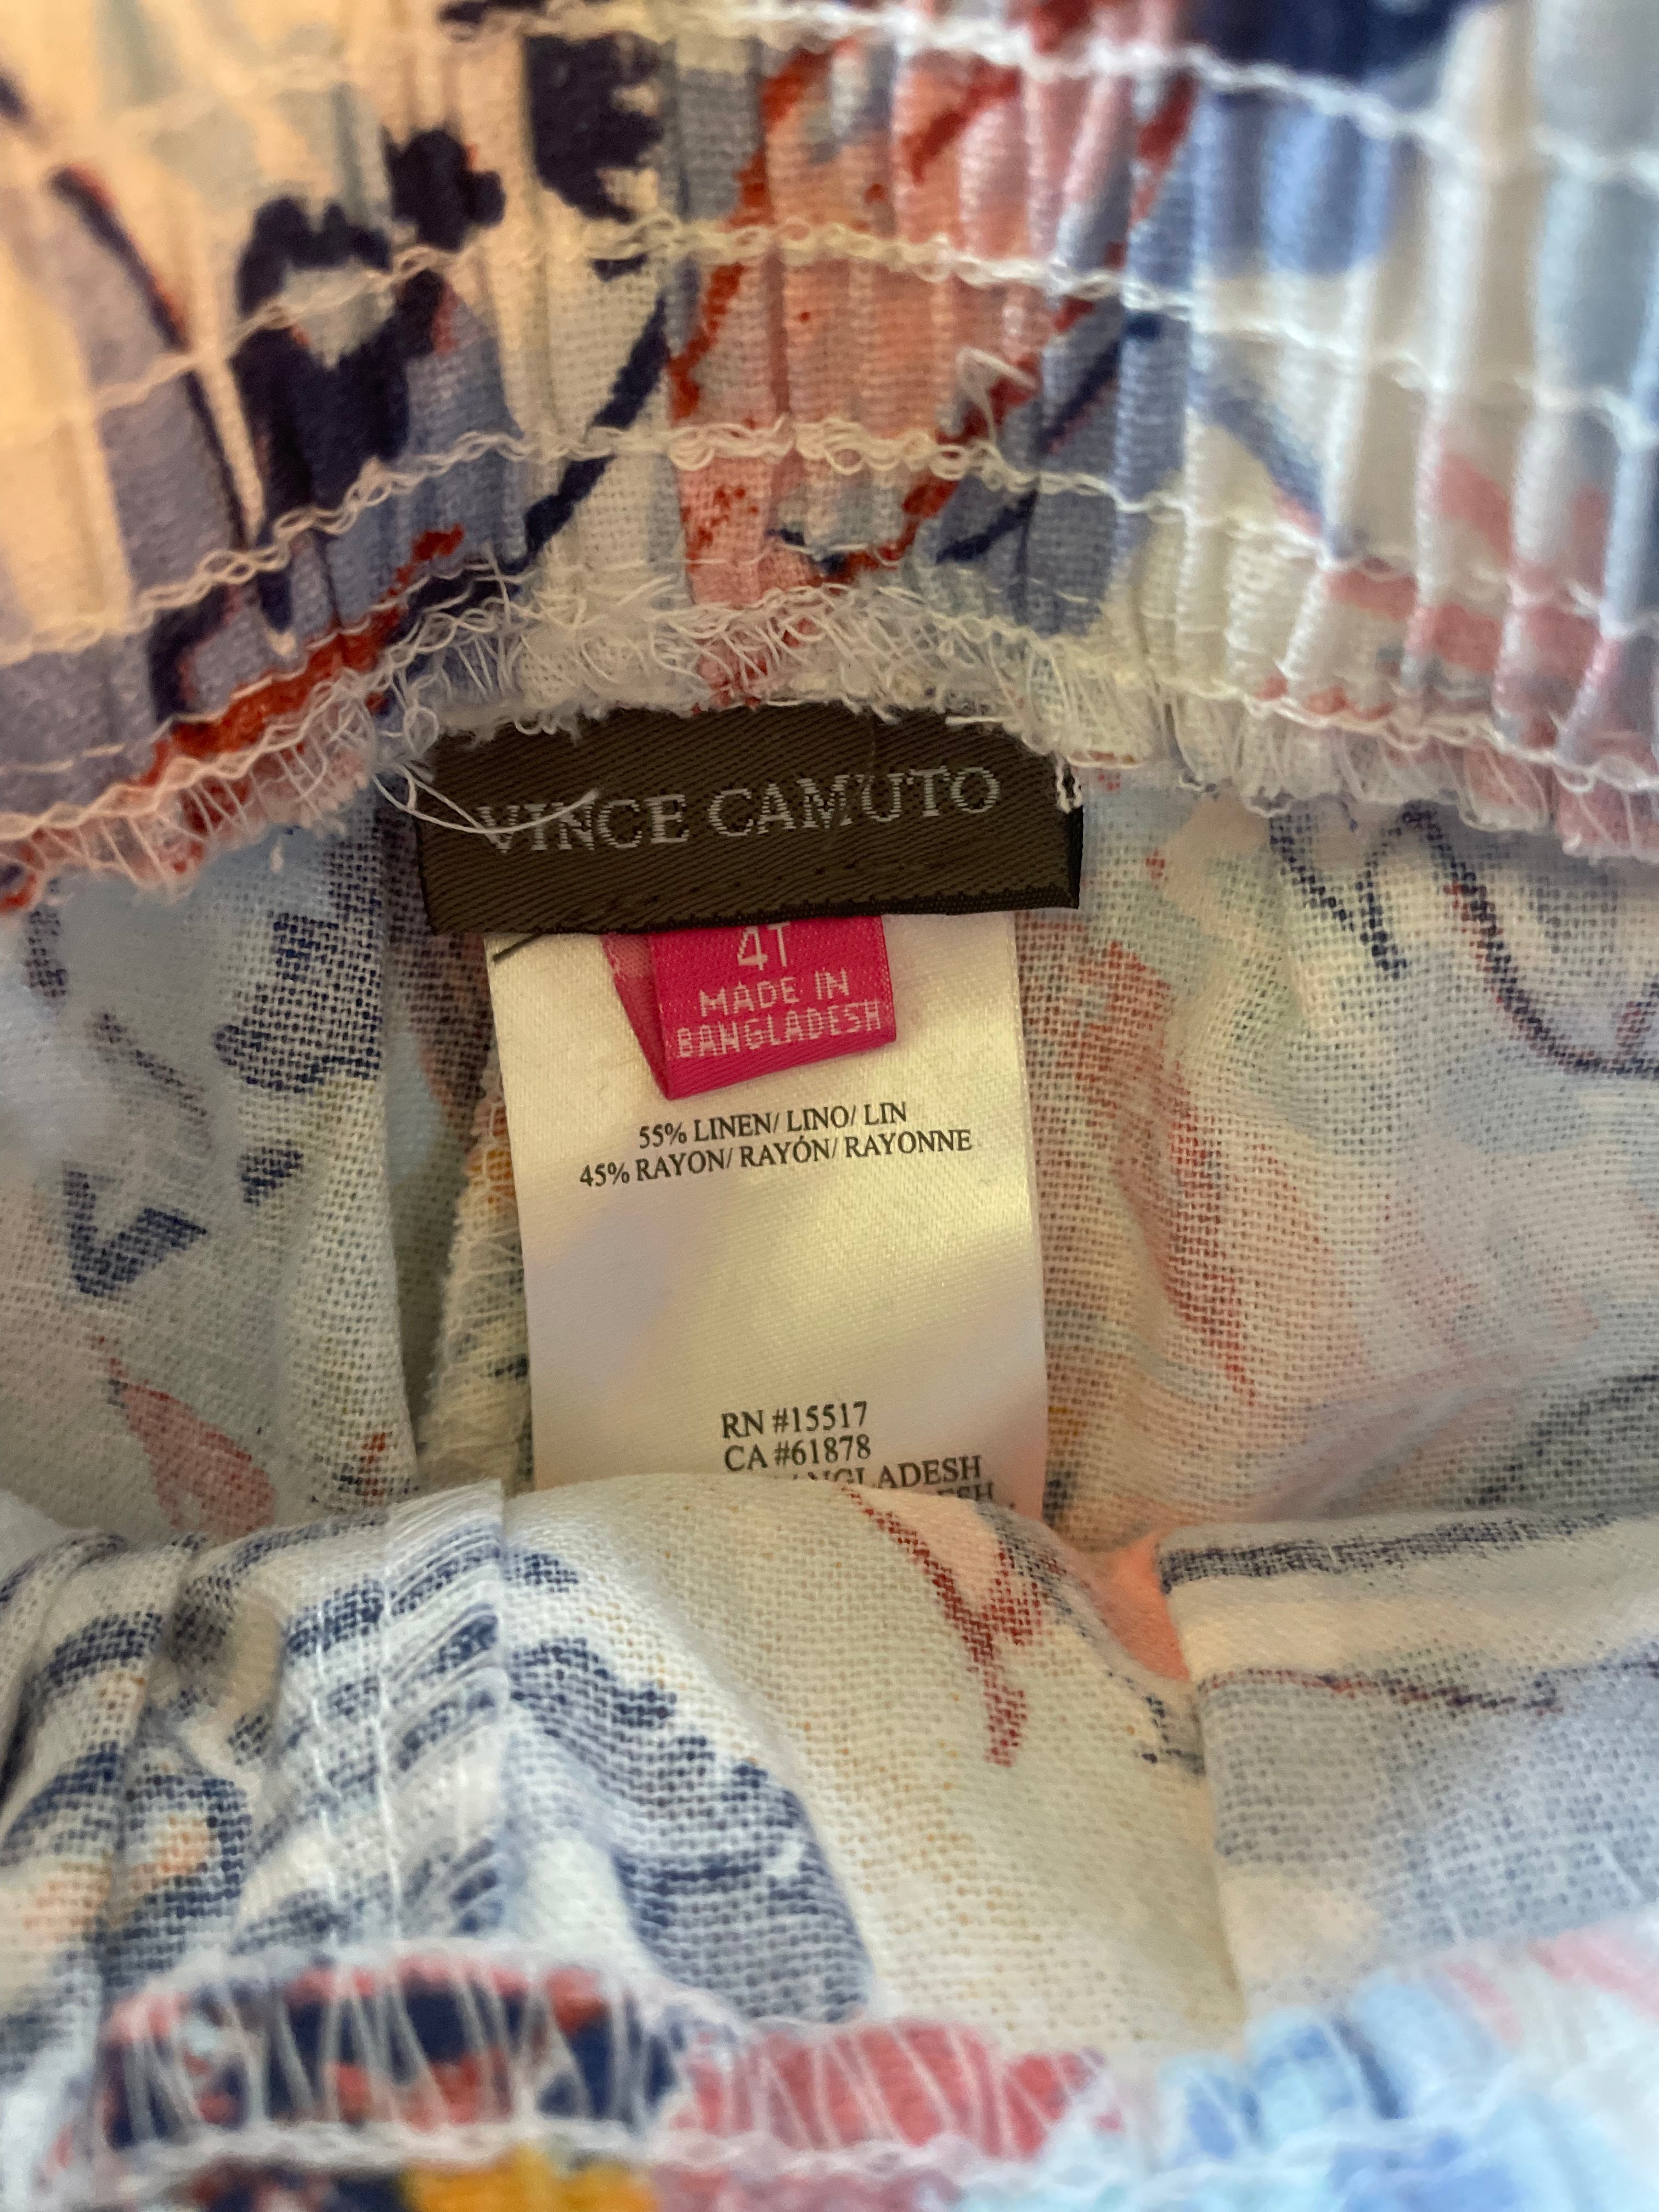 VINCE CAMUTO
4T
MADE IN
BANGLADESH
55% LINEN/ LINO/ LIN
45% RAYON/ RAYÓN/ RAYONNE
RN #15517
CA #61878